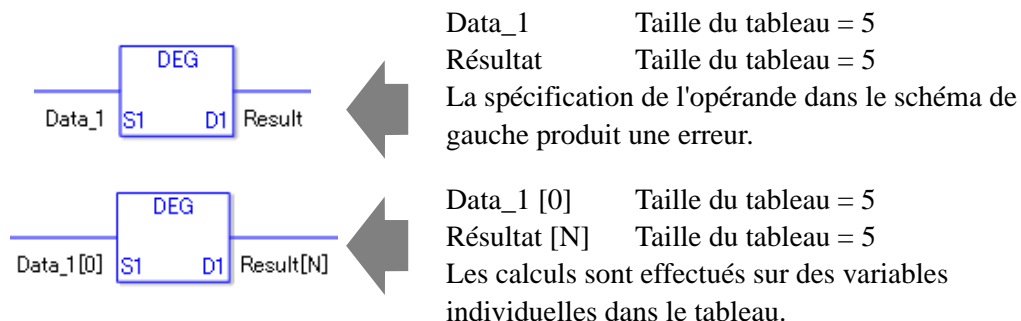 DEG
Data_1 S1 D1 Result
Data_1 Taille du tableau = 5
Résultat Taille du tableau = 5
La spécification de l'opérande dans le schéma de
gauche produit une erreur.
DEG
Data_1[0] S1 D1 Result[N]
Data_1 [0] Taille du tableau = 5
Résultat [N] Taille du tableau = 5
Les calculs sont effectués sur des variables
individuelles dans le tableau.